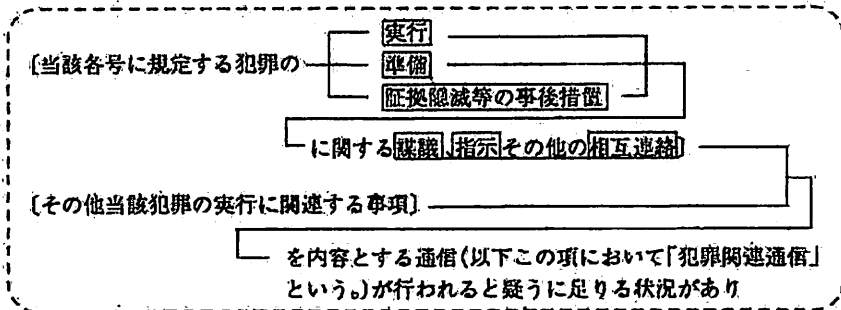 実行
〔当該各号に規定する犯罪の
準備
証拠隠滅等の事後措置
に関する謀議、指示その他の相互連絡〕
〔その他当該犯罪の実行に関連する事項〕
を内容とする通信(以下この項において「犯罪関連通信」
という。)が行われると疑うに足りる状況があり